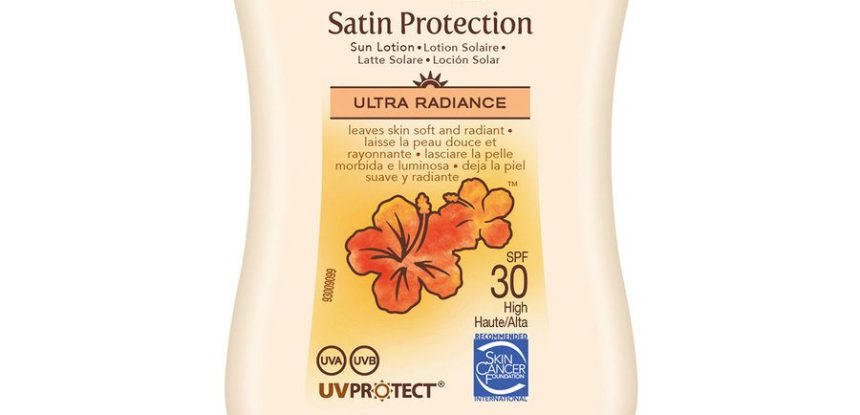 Satin Protection
Sun Lotion • Lotion Solaire •
Latte Solare • Loción Solar
ULTRA RADIANCE
leaves skin soft and radiant •
laisse la peau douce et
rayonnante • lasciare la pelle
morbida e luminosa • deja la piel
suave y radiante
™
SPF
30
High
Haute/Alta
93009099
UVA UVB
UVPROTECT®
RECOMMENDED
SKIN
CANCER
FOUNDATION
INTERNATIONAL